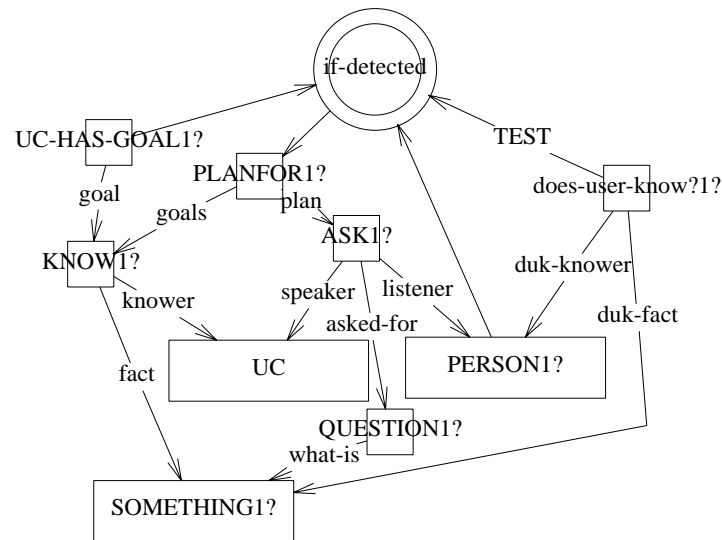 if-detected
TEST
UC-HAS-GOAL1?
PLANFOR1?
does-user-know?1?
goal
goals
plan
ASK1?
KNOW1?
duk-knower
knower
speaker
listener
asked-for
duk-fact
UC
PERSON1?
fact
QUESTION1?
what-is
SOMETHING1?